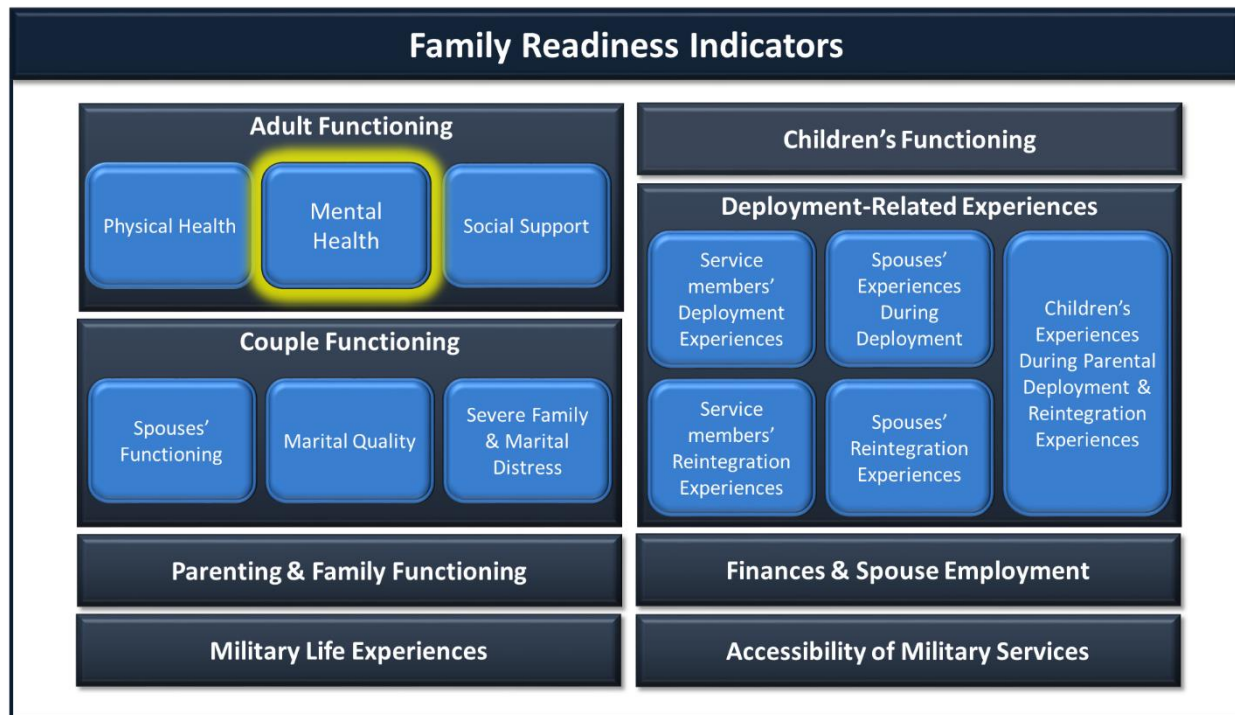 Family Readiness Indicators
Adult Functioning
Physical Health
Mental
Health
Social Support
Couple Functioning
Spouses’
Functioning
Marital Quality
Severe Family
& Marital
Distress
Parenting & Family Functioning
Military Life Experiences
Children’s Functioning
Deployment-Related Experiences
Service
members’
Deployment
Experiences
Spouses’
Experiences
During
Deployment
Service
members’
Reintegration
Experiences
Spouses’
Reintegration
Experiences
Children’s
Experiences
During Parental
Deployment &
Reintegration
Experiences
Finances & Spouse Employment
Accessibility of Military Services